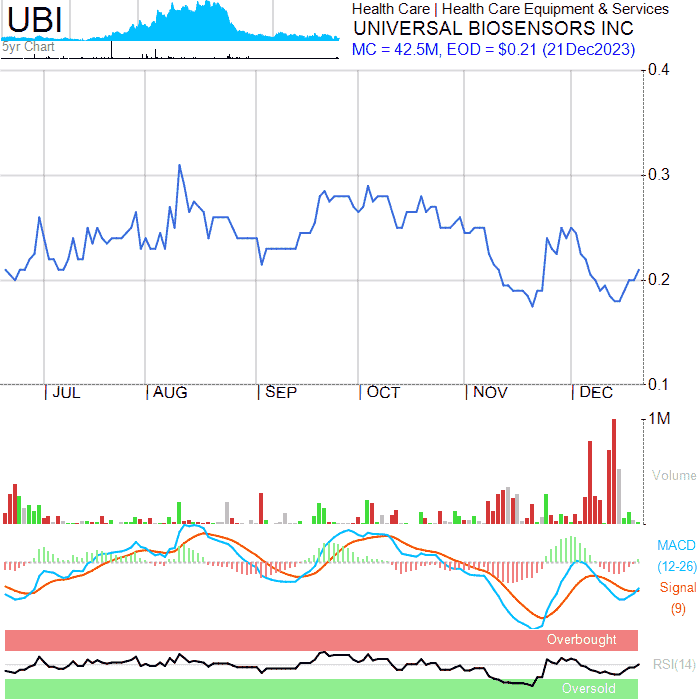 UBI
5yr Chart
Health Care | Health Care Equipment & Services
UNIVERSAL BIOSENSORS INC
MC = 42.5M, EOD = $0.21 (21Dec2023)
0.4
0.3
0.2
0.1
JUL
AUG
SEP
OCT
NOV
DEC
1M
Volume
MACD
(12-26)
Signal
(9)
Overbought
RSI(14)
Oversold